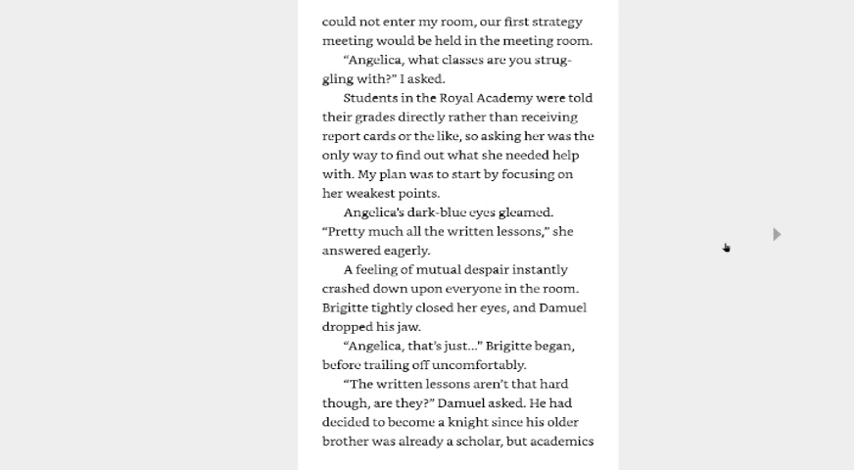 could not enter my room, our first strategy
meeting would be held in the meeting room.
“Angelica, what classes are you strug-
gling with?” I asked.
Students in the Royal Academy were told
their grades directly rather than receiving
report cards or the like, so asking her was the
only way to find out what she needed help
with. My plan was to start by focusing on
her weakest points.
Angelica’s dark-blue eyes gleamed.
“Pretty much all the written lessons,” she
answered eagerly.
A feeling of mutual despair instantly
crashed down upon everyone in the room.
Brigitte tightly closed her eyes, and Damuel
dropped his jaw.
“Angelica, that’s just...” Brigitte began,
before trailing off uncomfortably.
“The written lessons aren’t that hard
though, are they?” Damuel asked. He had
decided to become a knight since his older
brother was already a scholar, but academics